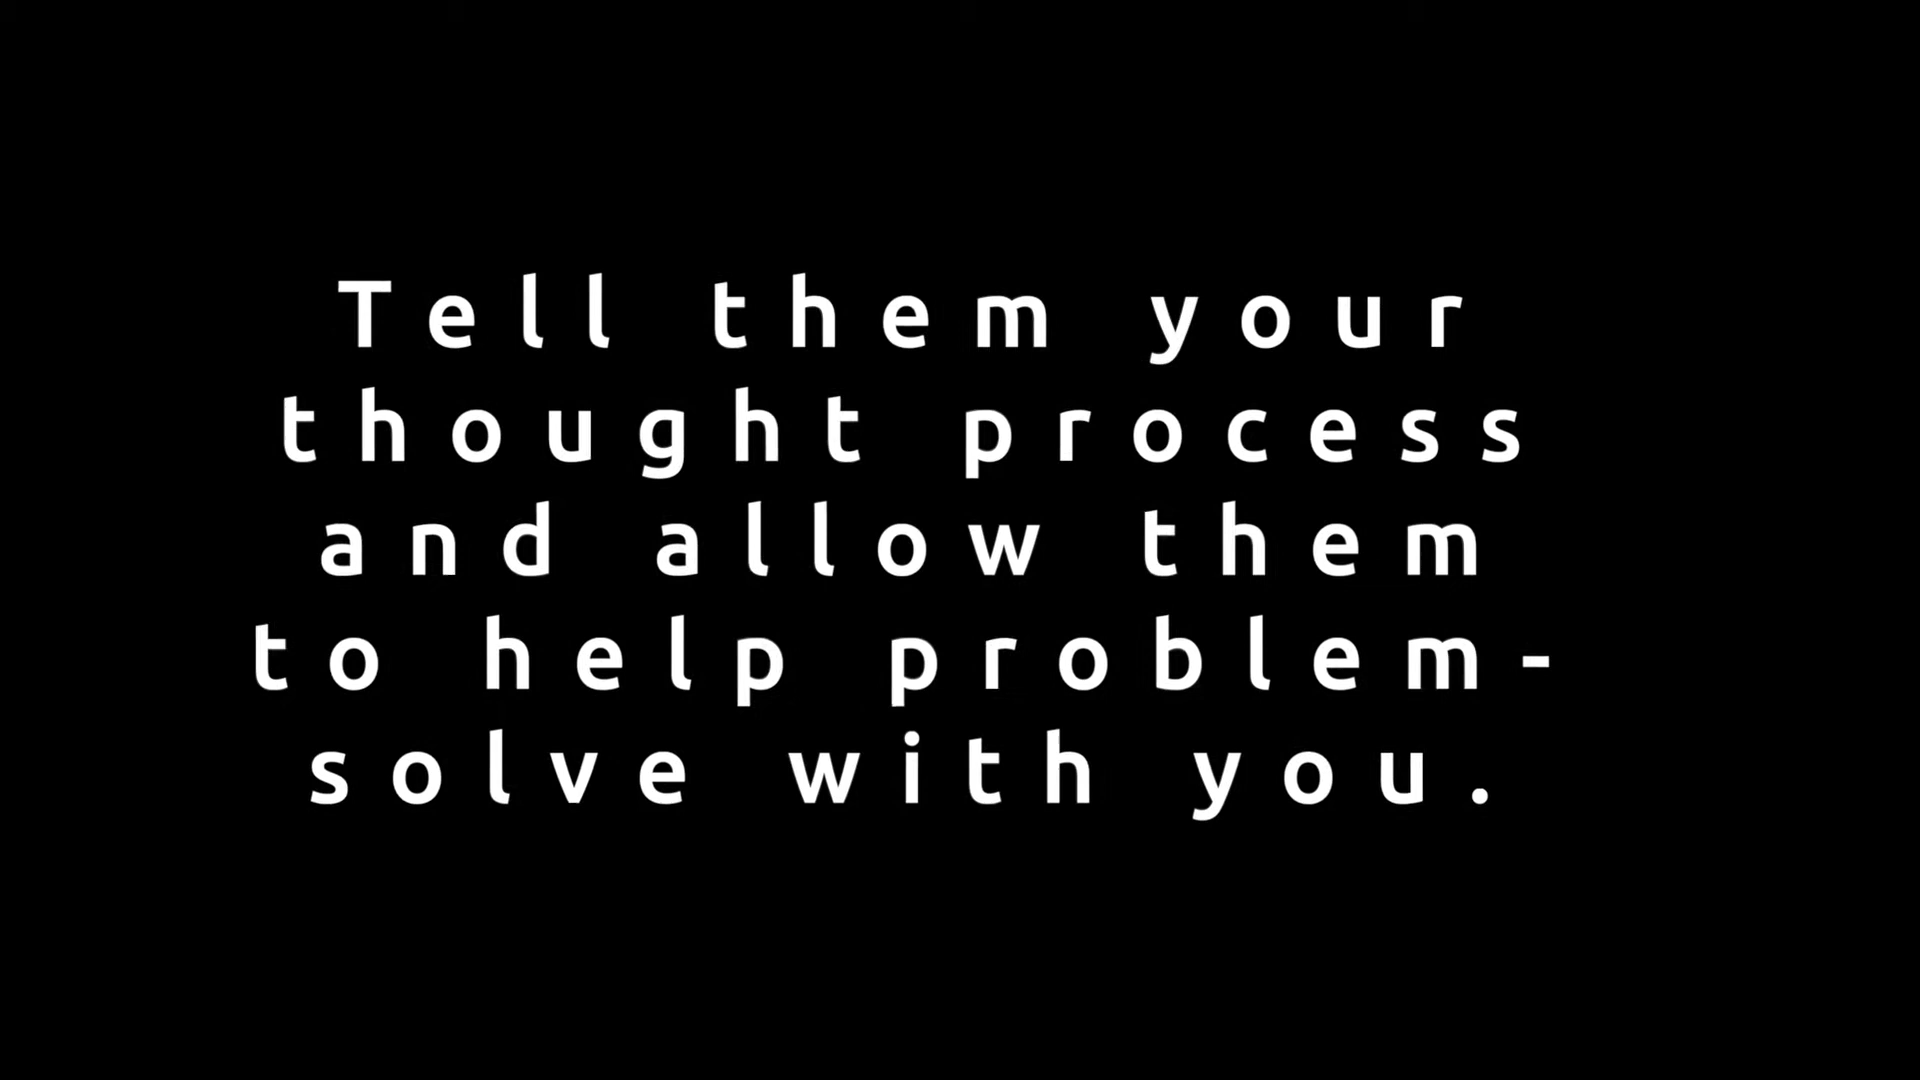 Tell them your
thought process
and allow them
to help problem-
solve with you.